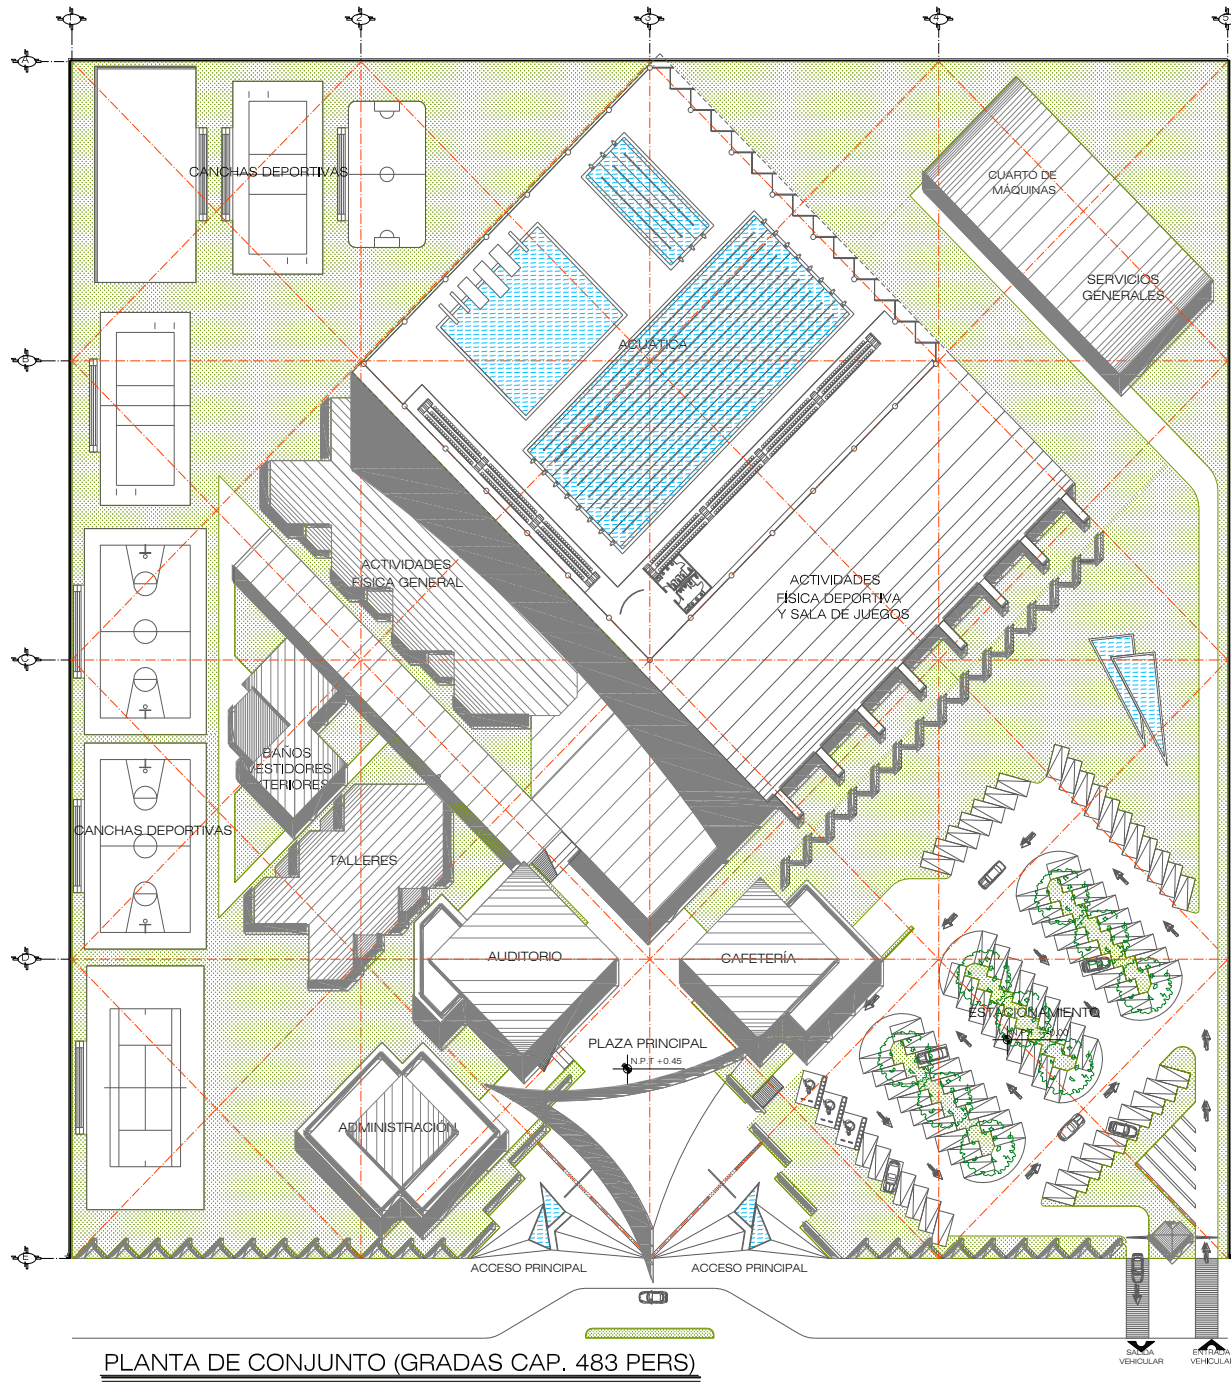 1
2
3
4
5
A
B
C
D
E
CANCHAS DEPORTIVAS
CUARTO DE
MÁQUINAS
SERVICIOS
GENERALES
ACUATICA
ACTIVIDADES
FÍSICA GENERAL
ACTIVIDADES
FÍSICA DEPORTIVA
Y SALA DE JUEGOS
BAÑOS
VESTIDORES
CANCHAS DEPORTIVAS
TALLERES
AUDITORIO
CAFETERÍA
ESTACIONAMIENTO
PLAZA PRINCIPAL
N.P.T +0.45
ADMINISTRACIÓN
ACCESO PRINCIPAL
ACCESO PRINCIPAL
SALIDA
VEHICULAR
ENTRADA
VEHICULAR
PLANTA DE CONJUNTO (GRADAS CAP. 483 PERS)